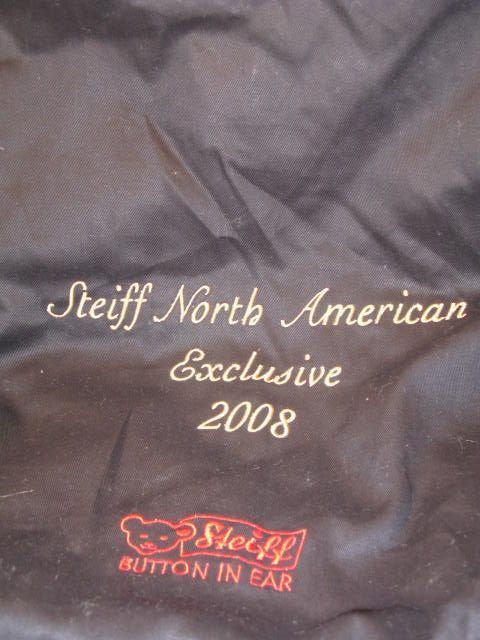 Steiff North American
Exclusive
2008
Steiff
BUTTON IN EAR